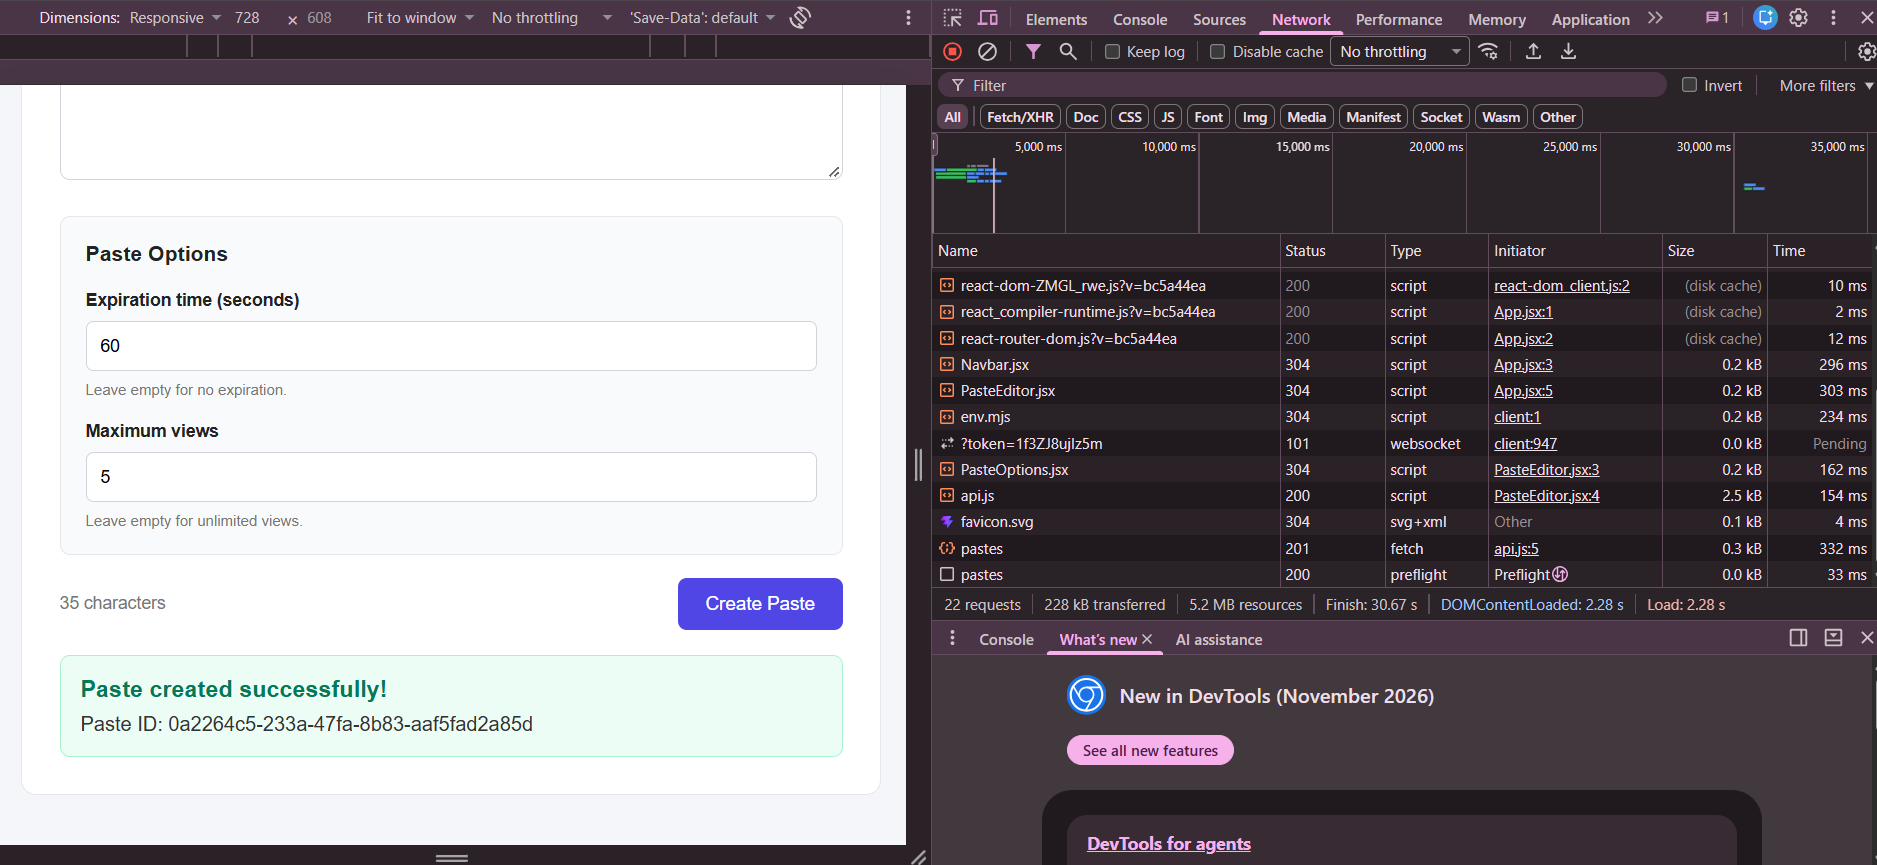 Dimensions: Responsive 728 × 608 Fit to window No throttling 'Save-Data': default
Paste Options
Expiration time (seconds)
60
Leave empty for no expiration.
Maximum views
5
Leave empty for unlimited views.
35 characters Create Paste
Paste created successfully!
Paste ID: 0a2264c5-233a-47fa-8b83-aaf5fad2a85d
Elements Console Sources Network Performance Memory Application 1
Keep log Disable cache No throttling
Filter Invert More filters
All Fetch/XHR Doc CSS JS Font Img Media Manifest Socket Wasm Other
5,000 ms 10,000 ms 15,000 ms 20,000 ms 25,000 ms 30,000 ms 35,000 ms
Name Status Type Initiator Size Time
react-dom-ZMGL_rwe.js?v=bc5a44ea 200 script react-dom_client.js:2 (disk cache) 10 ms
react_compiler-runtime.js?v=bc5a44ea 200 script App.jsx:1 (disk cache) 2 ms
react-router-dom.js?v=bc5a44ea 200 script App.jsx:2 (disk cache) 12 ms
Navbar.jsx 304 script App.jsx:3 0.2 kB 296 ms
PasteEditor.jsx 304 script App.jsx:5 0.2 kB 303 ms
env.mjs 304 script client:1 0.2 kB 234 ms
?token=1f3ZJ8ujlz5m 101 websocket client:947 0.0 kB Pending
PasteOptions.jsx 304 script PasteEditor.jsx:3 0.2 kB 162 ms
api.js 200 script PasteEditor.jsx:4 2.5 kB 154 ms
favicon.svg 304 svg+xml Other 0.1 kB 4 ms
pastes 201 fetch api.js:5 0.3 kB 332 ms
pastes 200 preflight Preflight 0.0 kB 33 ms
22 requests 228 kB transferred 5.2 MB resources Finish: 30.67 s DOMContentLoaded: 2.28 s Load: 2.28 s
Console What's new AI assistance
New in DevTools (November 2026)
See all new features
DevTools for agents